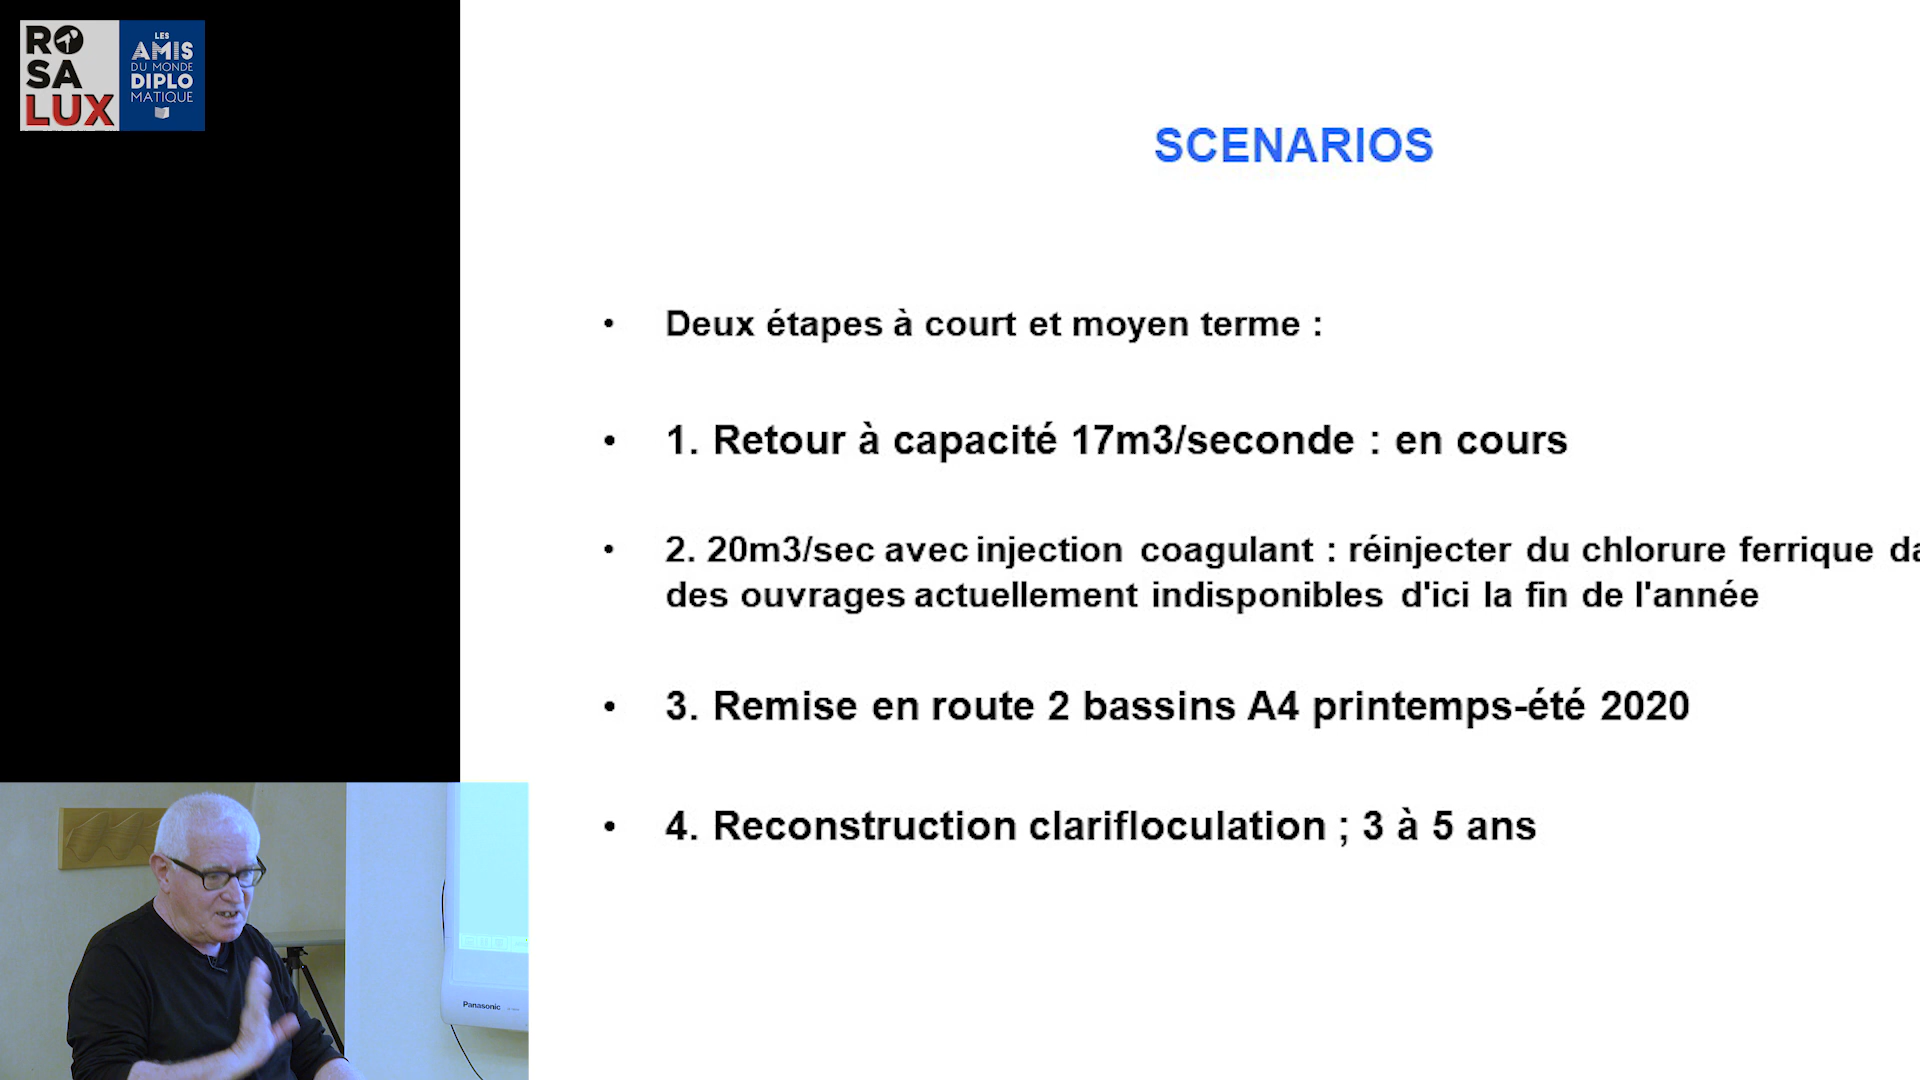 ROSA LUX
LES
AMIS
DU MONDE
DIPLO
MATIQUE
SCENARIOS
• Deux étapes à court et moyen terme :
• 1. Retour à capacité 17m3/seconde : en cours
• 2. 20m3/sec avec injection coagulant : réinjecter du chlorure ferrique da
des ouvrages actuellement indisponibles d'ici la fin de l'année
• 3. Remise en route 2 bassins A4 printemps-été 2020
• 4. Reconstruction clarifloculation ; 3 à 5 ans
Panasonic